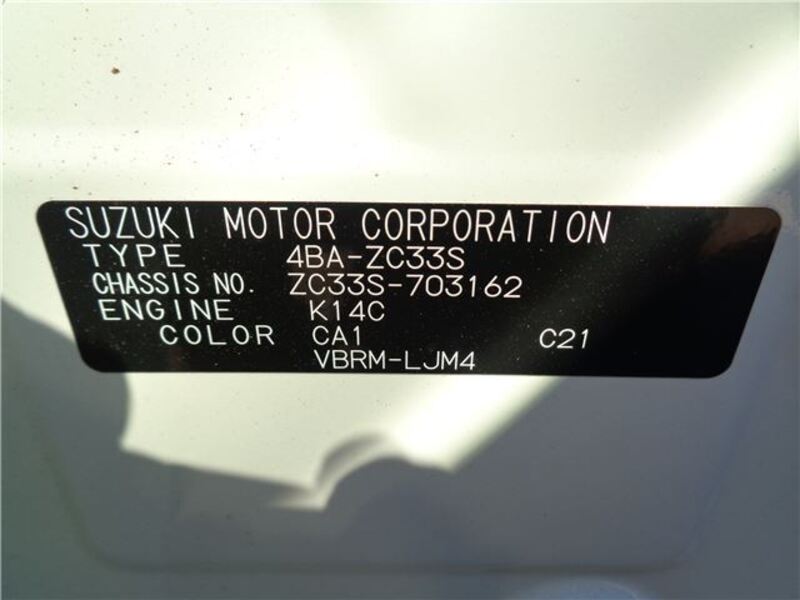 SUZUKI MOTOR CORPORATION
TYPE 4BA-ZC33S
CHASSIS NO. ZC33S-703162
ENGINE K14C
COLOR CA1 C21
VBRM-LJM4